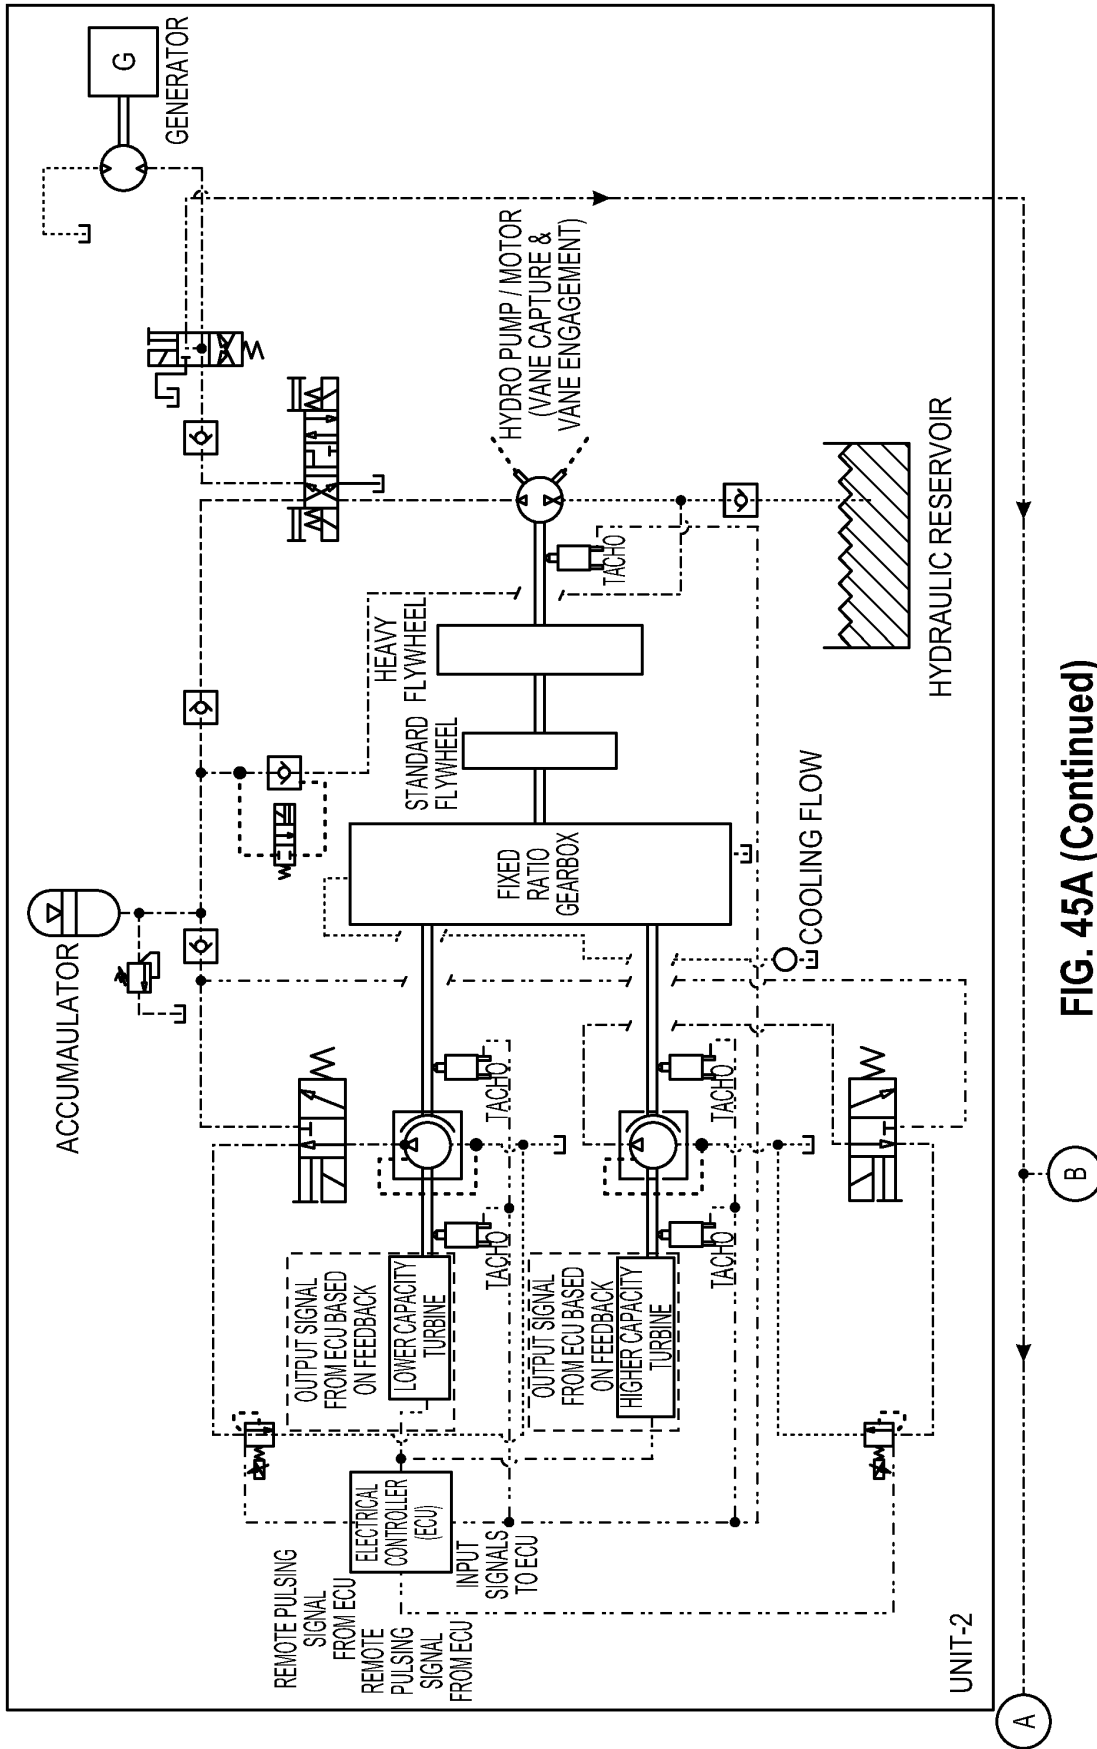 G
GENERATOR
HYDRO PUMP / MOTOR
(VANE CAPTURE &
VANE ENGAGEMENT)
ACCUMAULATOR
HEAVY
FLYWHEEL
STANDARD
FLYWHEEL
TACHO
FIXED
RATIO
GEARBOX
HYDRAULIC RESERVOIR
COOLING FLOW
TACHO
TACHO
TACHO
TACHO
OUTPUT SIGNAL
FROM ECU BASED
ON FEEDBACK
LOWER CAPACITY
TURBINE
OUTPUT SIGNAL
FROM ECU BASED
ON FEEDBACK
HIGHER CAPACITY
TURBINE
ELECTRICAL
CONTROLLER
(ECU)
INPUT
SIGNALS
TO ECU
REMOTE PULSING
SIGNAL
FROM ECU
REMOTE
PULSING
SIGNAL
FROM ECU
UNIT-2
A
B
FIG. 45A (Continued)